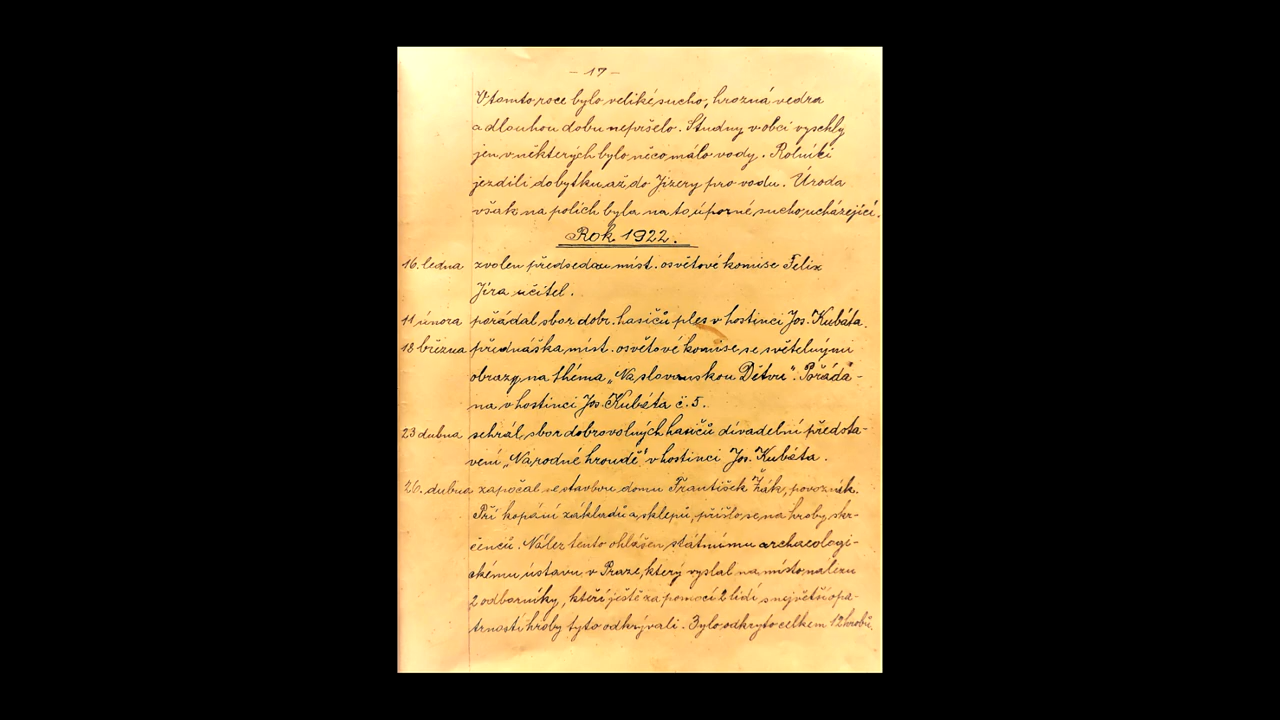 – 17 –
V tomto roce bylo veliké sucho, hrozná vedra
a dlouhou dobu nepršelo. Studny v obci vyschly
jen v některých bylo něco málo vody. Rolníci
jezdili dobytku až do Jizery pro vodu. Úroda
však na polích byla na to úporné sucho ucházející.
Rok 1922.
16. ledna zvolen předsedou míst. osvětové komise Felix
Jíra učitel.
11 února pořádal sbor dobr. hasičů ples v hostinci Jos. Kubáta.
18 března přednáška míst. osvětové komise, se světelnými
obrazy na théma „Na slovanskou Dětvu“. Pořádá-
na v hostinci Jos. Kubáta č. 5.
23 dubna sehrál sbor dobrovolných hasičů divadelní předsta-
vení „Národné hroudě“ v hostinci Jos. Kubáta.
26. dubna započal se stavbou domu František Žák, povozník.
Při kopání základů a sklepů, přišlo se na hroby skr-
čenců. Nález tento ohlášen státnímu archaeologi-
ckému ústavu v Praze, který vyslal na místo nálezu
2 odborníky, kteří ještě za pomocí 2 lidí s největší opa-
trností hroby tyto odkrývali. Bylo odkryto celkem 12 hrobů.